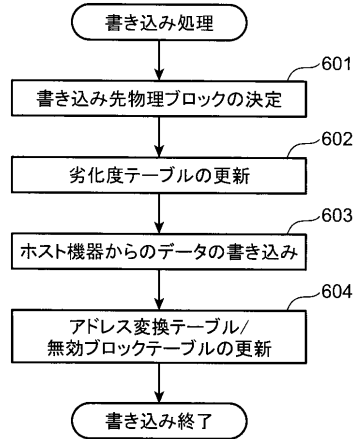 書き込み処理
601
書き込み先物理ブロックの決定
602
劣化度テーブルの更新
603
ホスト機器からのデータの書き込み
604
アドレス変換テーブル/
無効ブロックテーブルの更新
書き込み終了